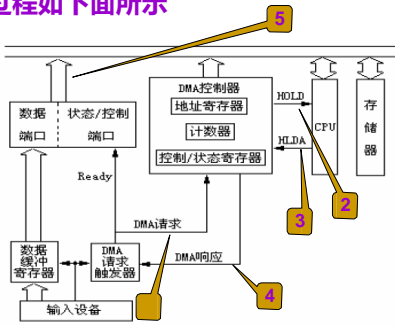 过程如下面所示
5
数据
端口
状态/控制
端口
DMA控制器
地址寄存器
计数器
控制/状态寄存器
HOLD
HLDA
CPU
存
储
器
2
3
Ready
DMA请求
DMA响应
4
数据
缓冲
寄存器
DMA
请求
触发器
输入设备